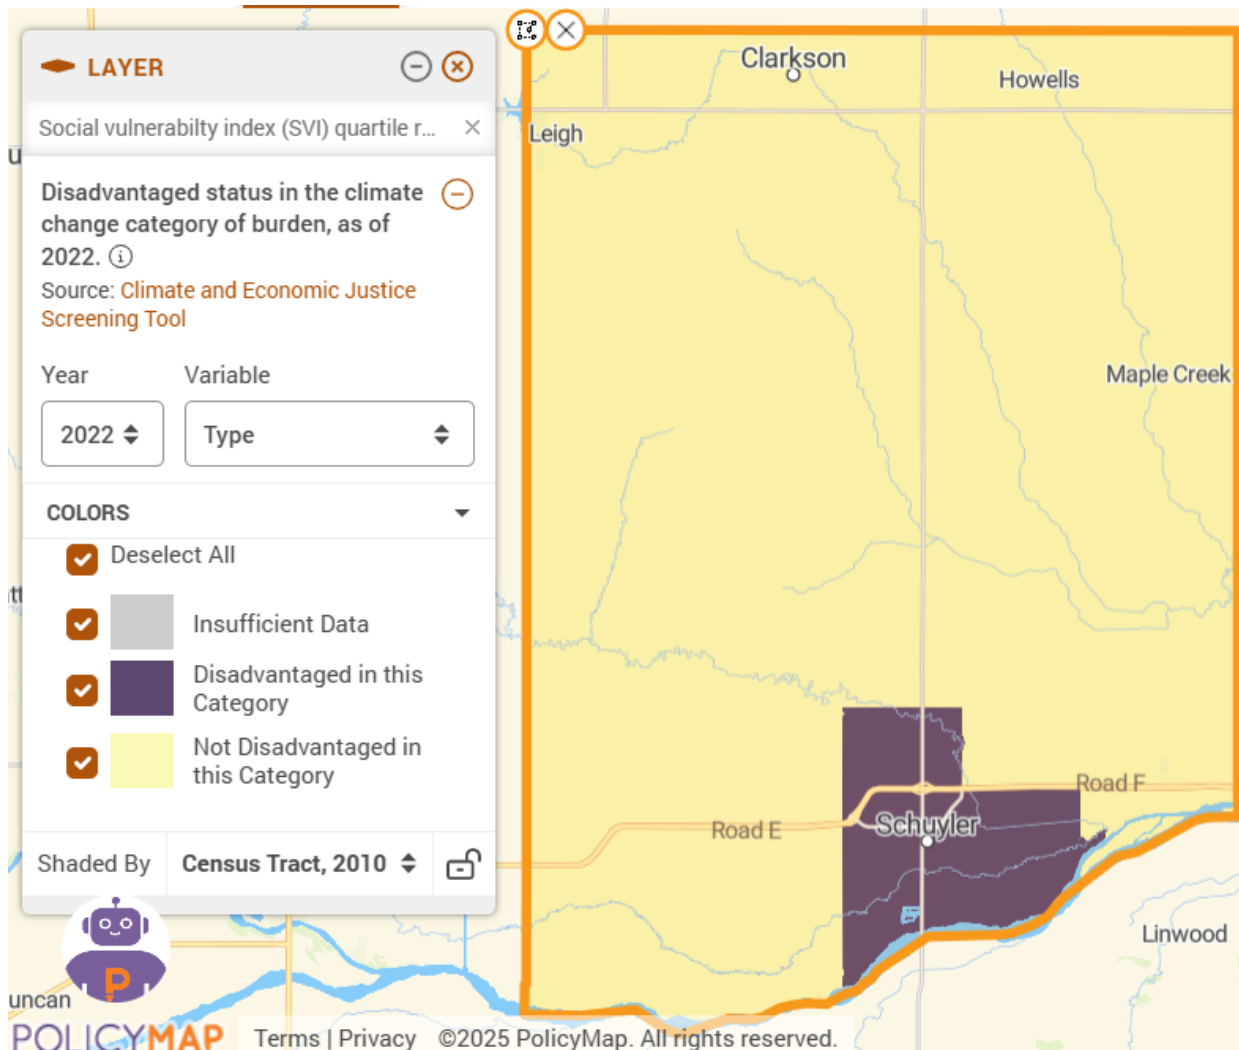 LAYER
Social vulnerabilty index (SVI) quartile r...
Disadvantaged status in the climate
change category of burden, as of
2022.
Source: Climate and Economic Justice
Screening Tool
Year
Variable
2022
Type
COLORS
Deselect All
Insufficient Data
Disadvantaged in this
Category
Not Disadvantaged in
this Category
Shaded By
Census Tract, 2010
Clarkson
Howells
Leigh
Maple Creek
Road F
Road E
Schuyler
Linwood
uncan
P
POLICYMAP
Terms | Privacy ©2025 PolicyMap. All rights reserved.